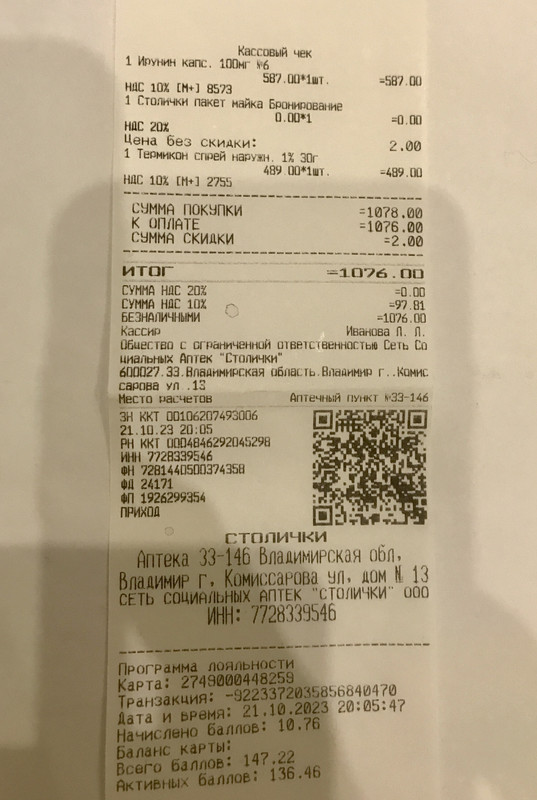 Кассовый чек
1 Ирунин капс. 100мг №6
587.00*1шт. =587.00
НДС 10% [М+] 8573
1 Столички пакет майка Бронирование
0.00*1 =0.00
НДС 20%
Цена без скидки: 2.00
1 Термикон спрей наружн. 1% 30г
489.00*1шт. =489.00
НДС 10% [М+] 2755
СУММА ПОКУПКИ =1078.00
К ОПЛАТЕ =1076.00
СУММА СКИДКИ =2.00
ИТОГ =1076.00
СУММА НДС 20% =0.00
СУММА НДС 10% =97.81
БЕЗНАЛИЧНЫМИ =1076.00
Кассир Иванова Л. Л.
Общество с ограниченной ответственностью Сеть Со
циальных Аптек "Столички"
600027,33,Владимирская область,Владимир г.,Комис
сарова ул.,13
Место расчетов Аптечный пункт №33-146
ЗН ККТ 00106207493006
21.10.23 20:05
РН ККТ 0004846292045298
ИНН 7728339546
ФН 7281440500374358
ФД 24171
ФП 1926299354
ПРИХОД
СТОЛИЧКИ
Аптека 33-146 Владимирская обл,
Владимир г, Комиссарова ул, дом № 13
СЕТЬ СОЦИАЛЬНЫХ АПТЕК "СТОЛИЧКИ" ООО
ИНН: 7728339546
Программа лояльности
Карта: 2749000448259
Транзакция: -9223372035856840470
Дата и время: 21.10.2023 20:05:47
Начислено баллов: 10.76
Баланс карты:
Всего баллов: 147.22
Активных баллов: 136.46